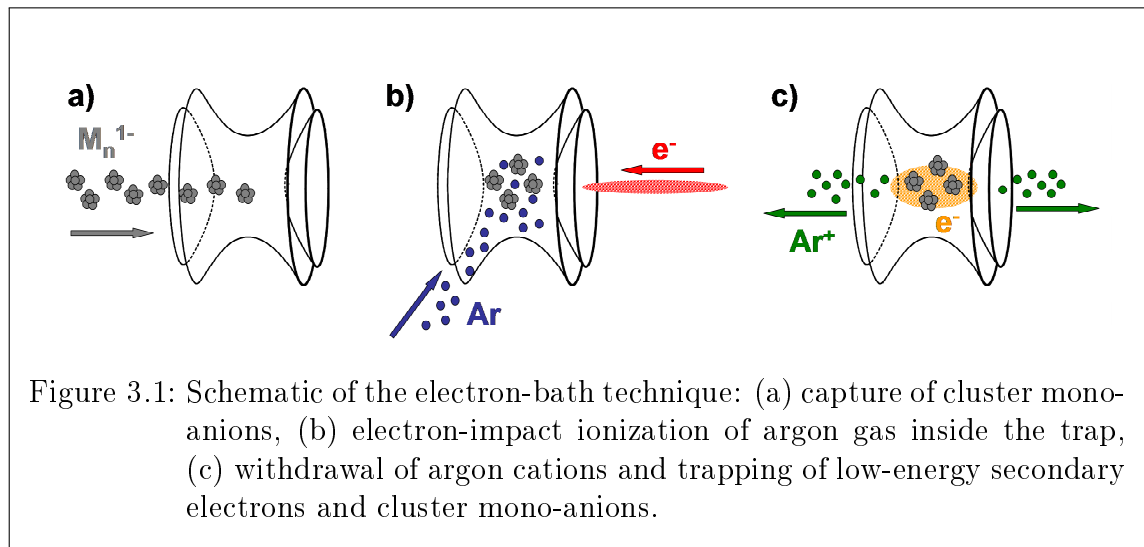 a)
M_n^1-
b)
e-
Ar
c)
e-
Ar+
Figure 3.1: Schematic of the electron-bath technique: (a) capture of cluster mono-
anions, (b) electron-impact ionization of argon gas inside the trap,
(c) withdrawal of argon cations and trapping of low-energy secondary
electrons and cluster mono-anions.